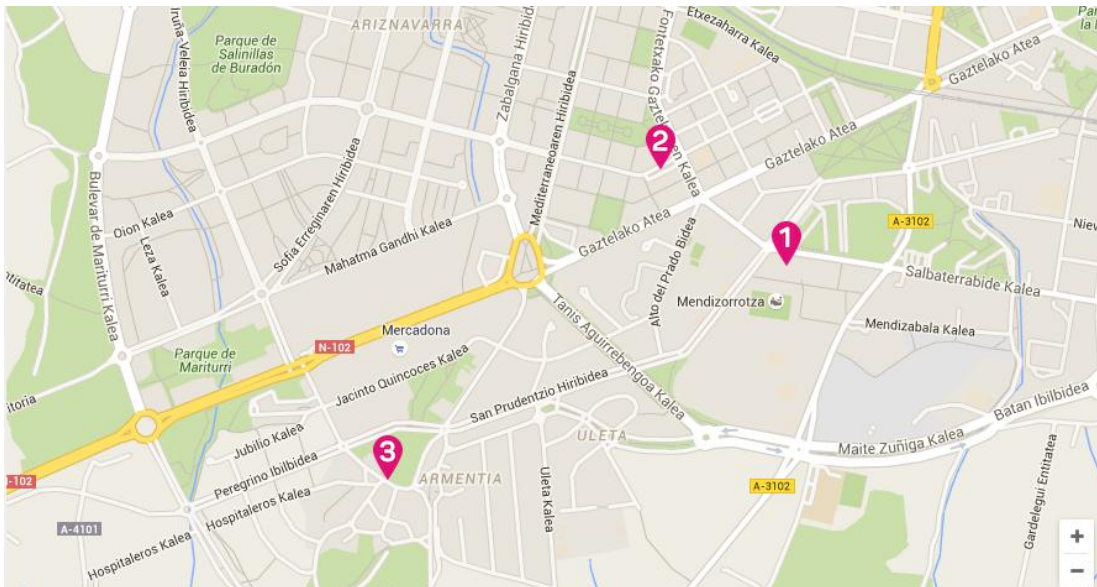 Iruña-Veleia Hiribidea
ARIZNAVARRA
Parque de
Salinillas
de Buradón
Zabalgana Hiribidea
Mediterraneoaren Hiribidea
Etxezaharra Kalea
Gaztelako Atea
2
Gaztelako Atea
Bulevar de Mariturri Kalea
Oion Kalea
Leza Kalea
Sofia Erreginaren Hiribidea
Mahatma Gandhi Kalea
Gaztelako Atea
Alto del Prado Bidea
1
A-3102
Salbaterrabide Kalea
Mendizorrotza
Mendizabala Kalea
Tanis Aguirrebengoa Kalea
Mercadona
N-102
Parque de
Mariturri
Jacinto Quincoces Kalea
San Prudentzio Hiribidea
ULETA
Batan Ibilbidea
Maite Zuñiga Kalea
Jubilio Kalea
Peregrino Ibilbidea
3
ARMENTIA
Uleta Kalea
A-3102
Gardelegui Entitatea
Hospitaleros Kalea
A-4101
Hospitaleros Kalea
+
−